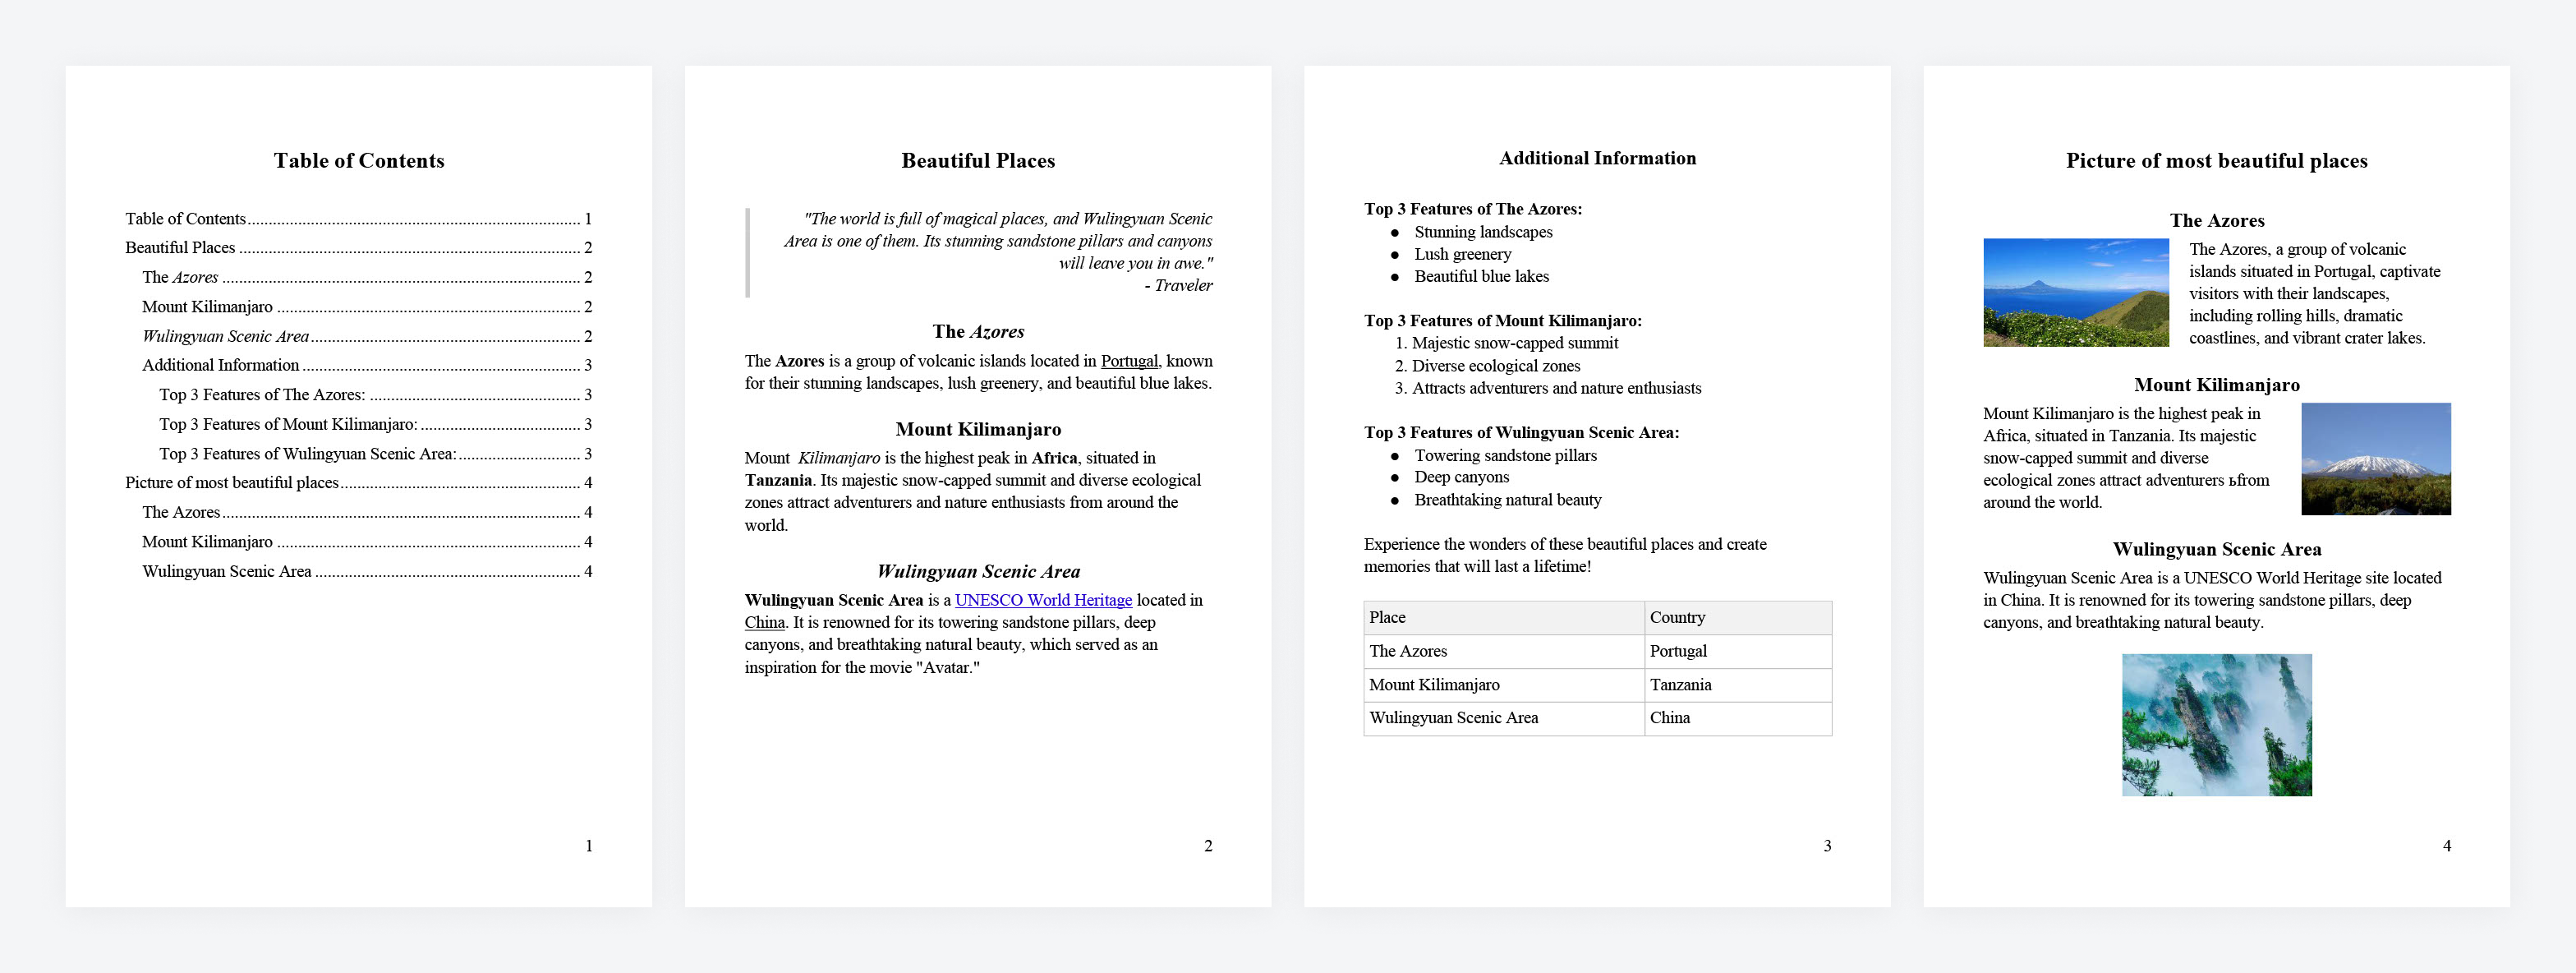 Table of Contents
Table of Contents........................................................................ 1
Beautiful Places ........................................................................ 2
The Azores ........................................................................ 2
Mount Kilimanjaro ................................................................ 2
Wulingyuan Scenic Area........................................................ 2
Additional Information .......................................................... 3
Top 3 Features of The Azores: .............................................. 3
Top 3 Features of Mount Kilimanjaro: .................................. 3
Top 3 Features of Wulingyuan Scenic Area:.......................... 3
Picture of most beautiful places.................................................... 4
The Azores............................................................................ 4
Mount Kilimanjaro ................................................................ 4
Wulingyuan Scenic Area ........................................................ 4
1
Beautiful Places
"The world is full of magical places, and Wulingyuan Scenic
Area is one of them. Its stunning sandstone pillars and canyons
will leave you in awe."
- Traveler
The Azores
The Azores is a group of volcanic islands located in Portugal, known
for their stunning landscapes, lush greenery, and beautiful blue lakes.
Mount Kilimanjaro
Mount  Kilimanjaro is the highest peak in Africa, situated in
Tanzania. Its majestic snow-capped summit and diverse ecological
zones attract adventurers and nature enthusiasts from around the
world.
Wulingyuan Scenic Area
Wulingyuan Scenic Area is a UNESCO World Heritage located in
China. It is renowned for its towering sandstone pillars, deep
canyons, and breathtaking natural beauty, which served as an
inspiration for the movie "Avatar."
2
Additional Information
Top 3 Features of The Azores:
● Stunning landscapes
● Lush greenery
● Beautiful blue lakes
Top 3 Features of Mount Kilimanjaro:
1. Majestic snow-capped summit
2. Diverse ecological zones
3. Attracts adventurers and nature enthusiasts
Top 3 Features of Wulingyuan Scenic Area:
● Towering sandstone pillars
● Deep canyons
● Breathtaking natural beauty
Experience the wonders of these beautiful places and create
memories that will last a lifetime!
Place Country
The Azores Portugal
Mount Kilimanjaro Tanzania
Wulingyuan Scenic Area China
3
Picture of most beautiful places
The Azores
The Azores, a group of volcanic
islands situated in Portugal, captivate
visitors with their landscapes,
including rolling hills, dramatic
coastlines, and vibrant crater lakes.
Mount Kilimanjaro
Mount Kilimanjaro is the highest peak in
Africa, situated in Tanzania. Its majestic
snow-capped summit and diverse
ecological zones attract adventurers ьfrom
around the world.
Wulingyuan Scenic Area
Wulingyuan Scenic Area is a UNESCO World Heritage site located
in China. It is renowned for its towering sandstone pillars, deep
canyons, and breathtaking natural beauty.
4